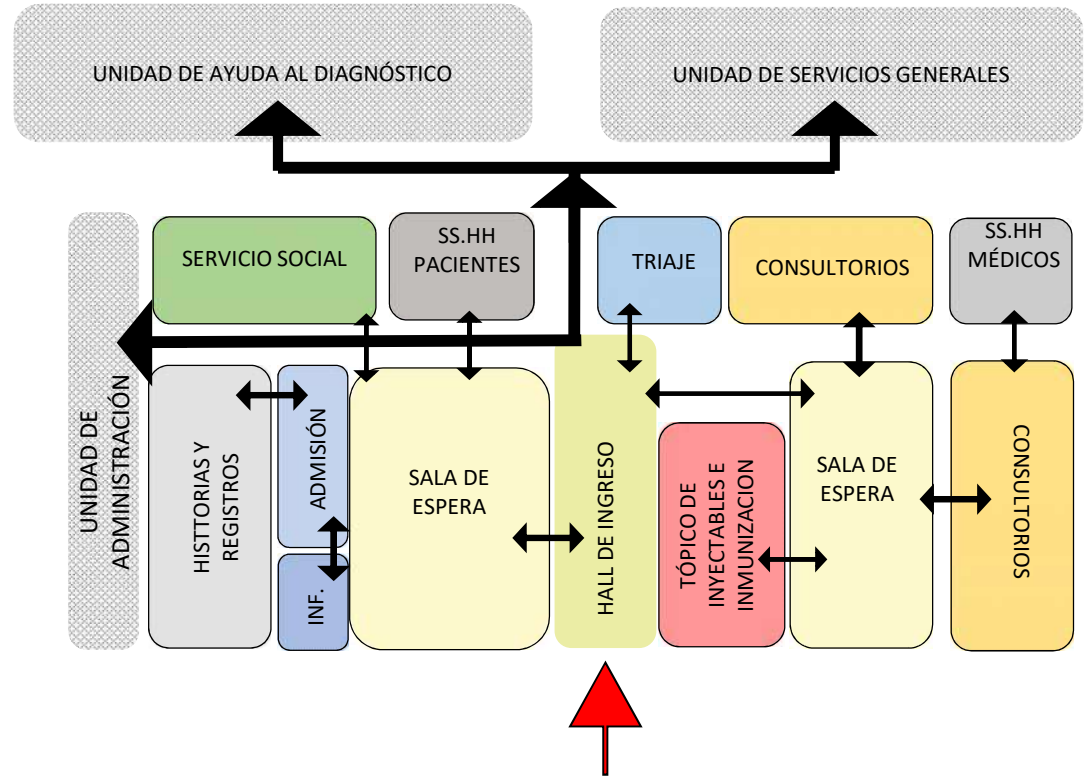 UNIDAD DE AYUDA AL DIAGNÓSTICO
UNIDAD DE SERVICIOS GENERALES
UNIDAD DE
ADMINISTRACIÓN
SERVICIO SOCIAL
SS.HH
PACIENTES
TRIAJE
CONSULTORIOS
SS.HH
MÉDICOS
HISTTORIAS Y
REGISTROS
ADMISIÓN
INF.
SALA DE
ESPERA
HALL DE INGRESO
TÓPICO DE
INYECTABLES E
INMUNIZACION
SALA DE
ESPERA
CONSULTORIOS